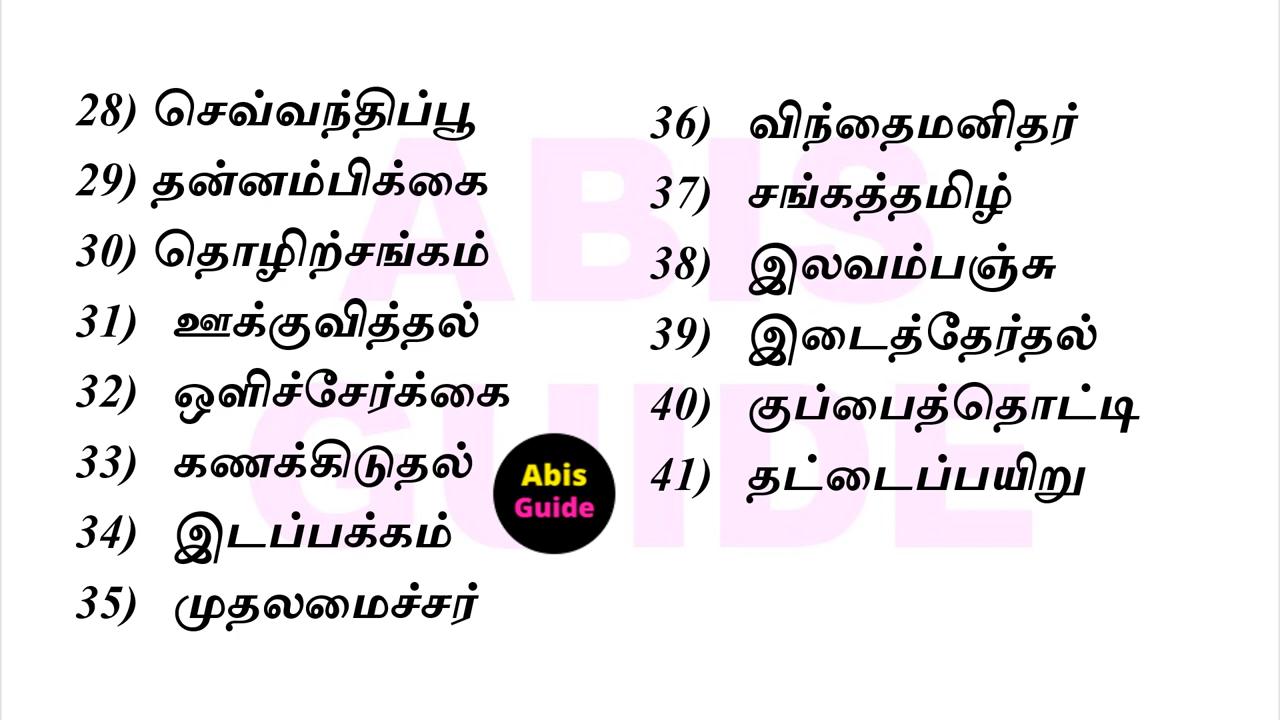 28) செவ்வந்திப்பூ
29) தன்னம்பிக்கை
30) தொழிற்சங்கம்
31) ஊக்குவித்தல்
32) ஒளிச்சேர்க்கை
33) கணக்கிடுதல்
34) இடப்பக்கம்
35) முதலமைச்சர்
36) விந்தைமனிதர்
37) சங்கத்தமிழ்
38) இலவம்பஞ்சு
39) இடைத்தேர்தல்
40) குப்பைத்தொட்டி
41) தட்டைப்பயிறு
Abis
Guide
ABIS
GUIDE